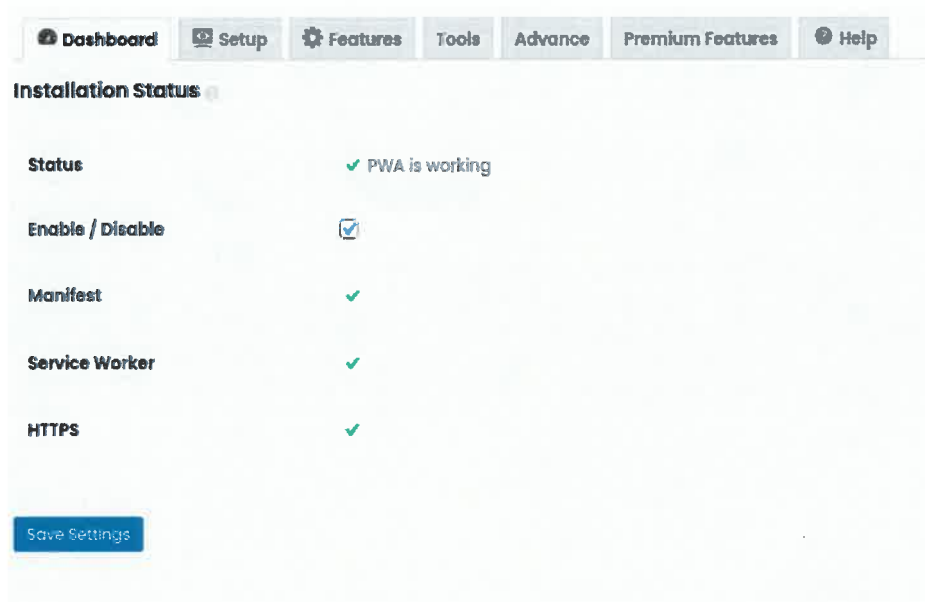 Dashboard Setup Features Tools Advance Premium Features Help
Installation Status
Status PWA is working
Enable / Disable
Manifest
Service Worker
HTTPS
Save Settings